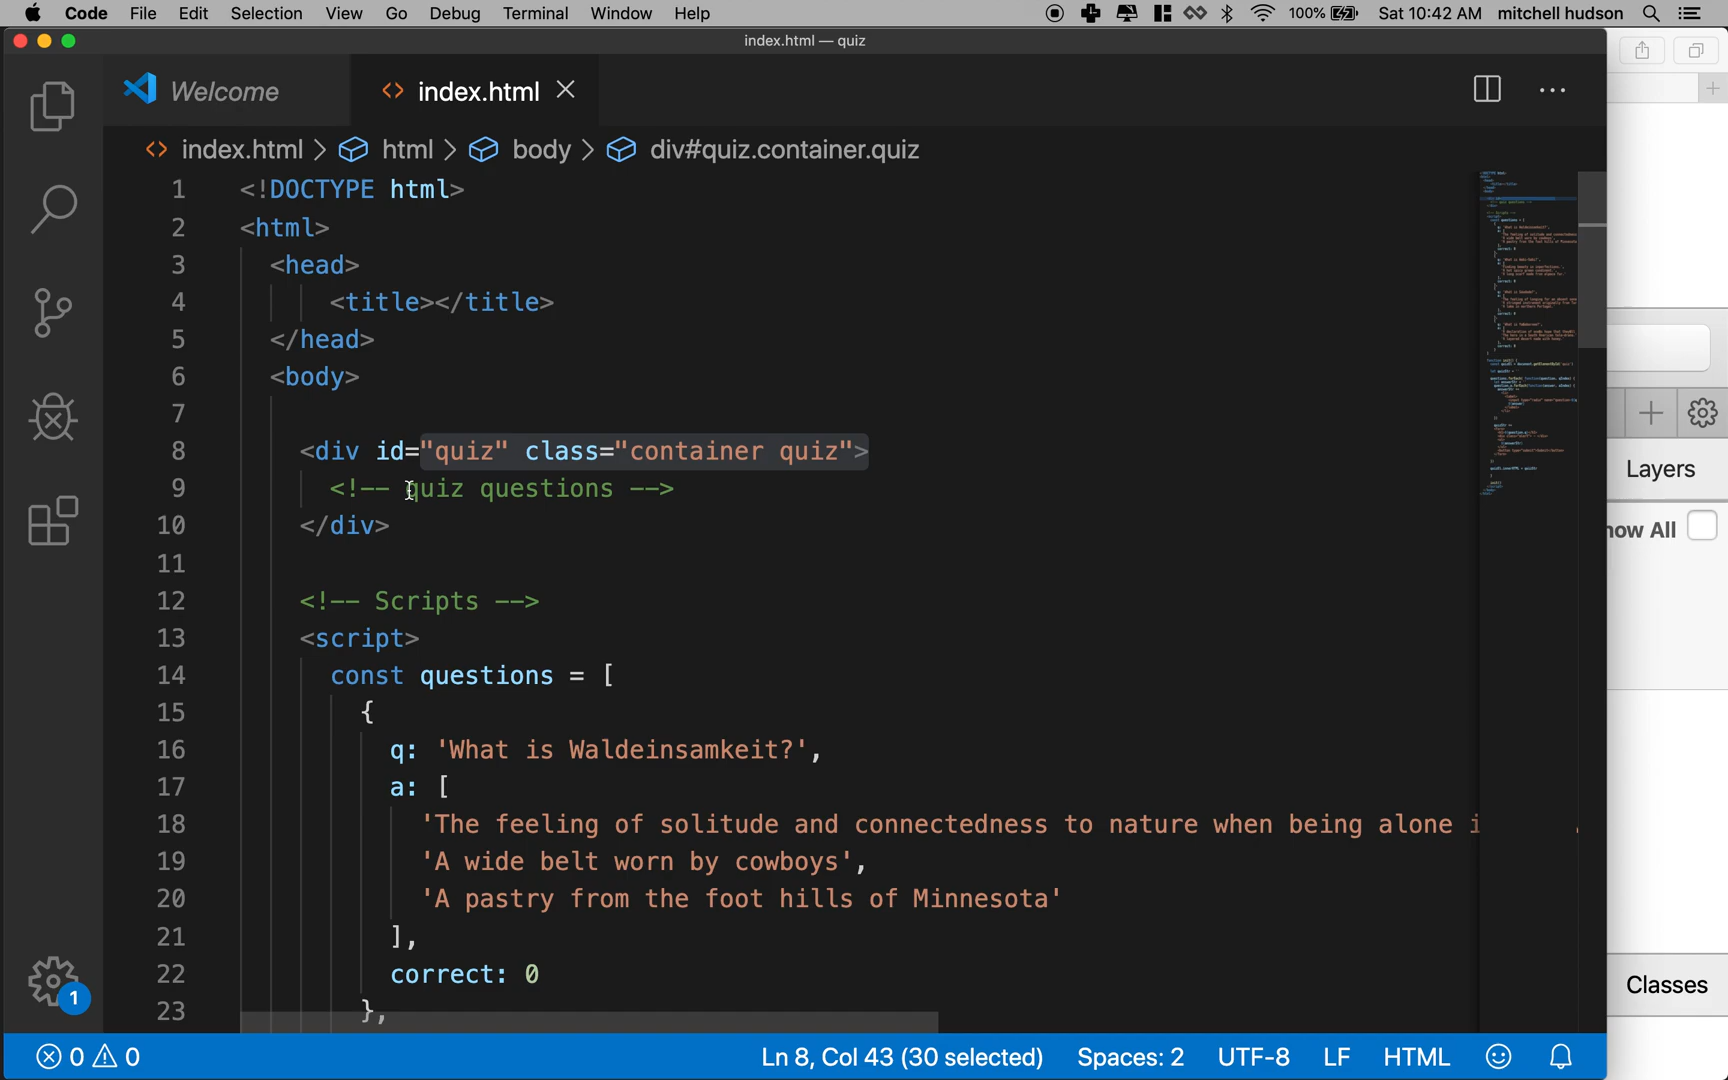 Code File Edit Selection View Go Debug Terminal Window Help 100% Sat 10:42 AM mitchell hudson
index.html — quiz
Welcome index.html
index.html > html > body > div#quiz.container.quiz
1 <!DOCTYPE html>
2 <html>
3 <head>
4 <title></title>
5 </head>
6 <body>
7
8 <div id="quiz" class="container quiz">
9 <!-- quiz questions -->
10 </div>
11
12 <!-- Scripts -->
13 <script>
14 const questions = [
15 {
16 q: 'What is Waldeinsamkeit?',
17 a: [
18 'The feeling of solitude and connectedness to nature when being alone i
19 'A wide belt worn by cowboys',
20 'A pastry from the foot hills of Minnesota'
21 ],
22 correct: 0
23 },
Layers
how All
Classes
1
0 0 Ln 8, Col 43 (30 selected) Spaces: 2 UTF-8 LF HTML